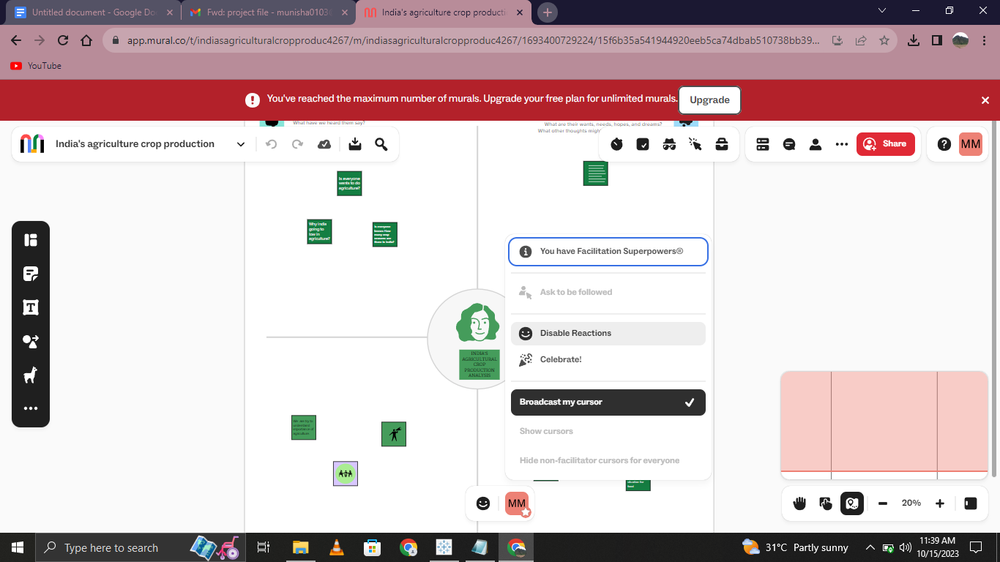 Untitled document - Google Do
Fwd: project file - munisha0103
India's agriculture crop producti
app.mural.co/t/indiasagriculturalcropproduc4267/m/indiasagriculturalcropproduc4267/1693400729224/15f6b35a541944920eeb5ca74dbab510738bb39...
YouTube
You've reached the maximum number of murals. Upgrade your free plan for unlimited murals.
Upgrade
What have we heard them say?
What are their wants, needs, hopes, and dreams?
What other thoughts migh
India's agriculture crop production
Share
MM
Is everyone
wants to do
agriculture?
Why india
going to
low in
agriculture?
Is everyone
knows How
many crop
seasons are
there in india?
You have Facilitation Superpowers®
Ask to be followed
Disable Reactions
Celebrate!
Broadcast my cursor
Show cursors
Hide non-facilitator cursors for everyone
INDIA'S
AGRICULTURAL
CROP
PRODUCTION
ANALYSIS
We are try to
understand
importance of
agriculture
situation for
food
MM
20%
Type here to search
31°C Partly sunny
11:39 AM
10/15/2023